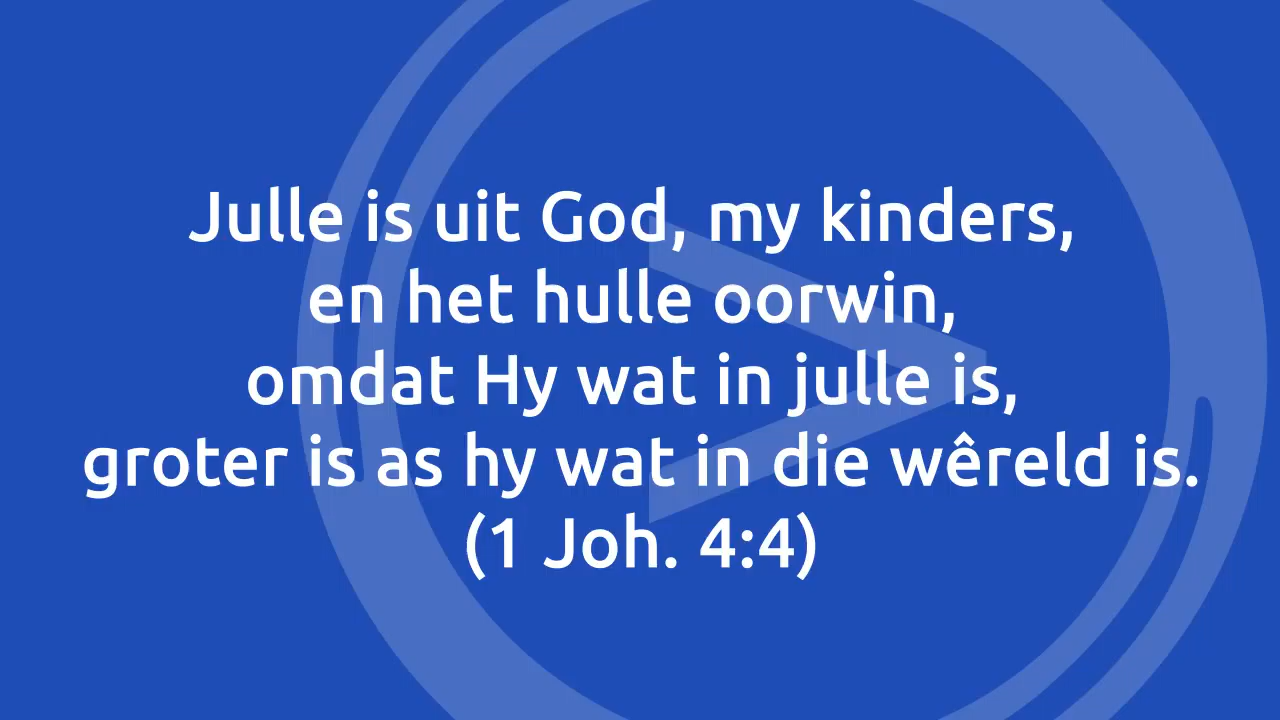 Julle is uit God, my kinders,
en het hulle oorwin,
omdat Hy wat in julle is,
groter is as hy wat in die wêreld is.
(1 Joh. 4:4)